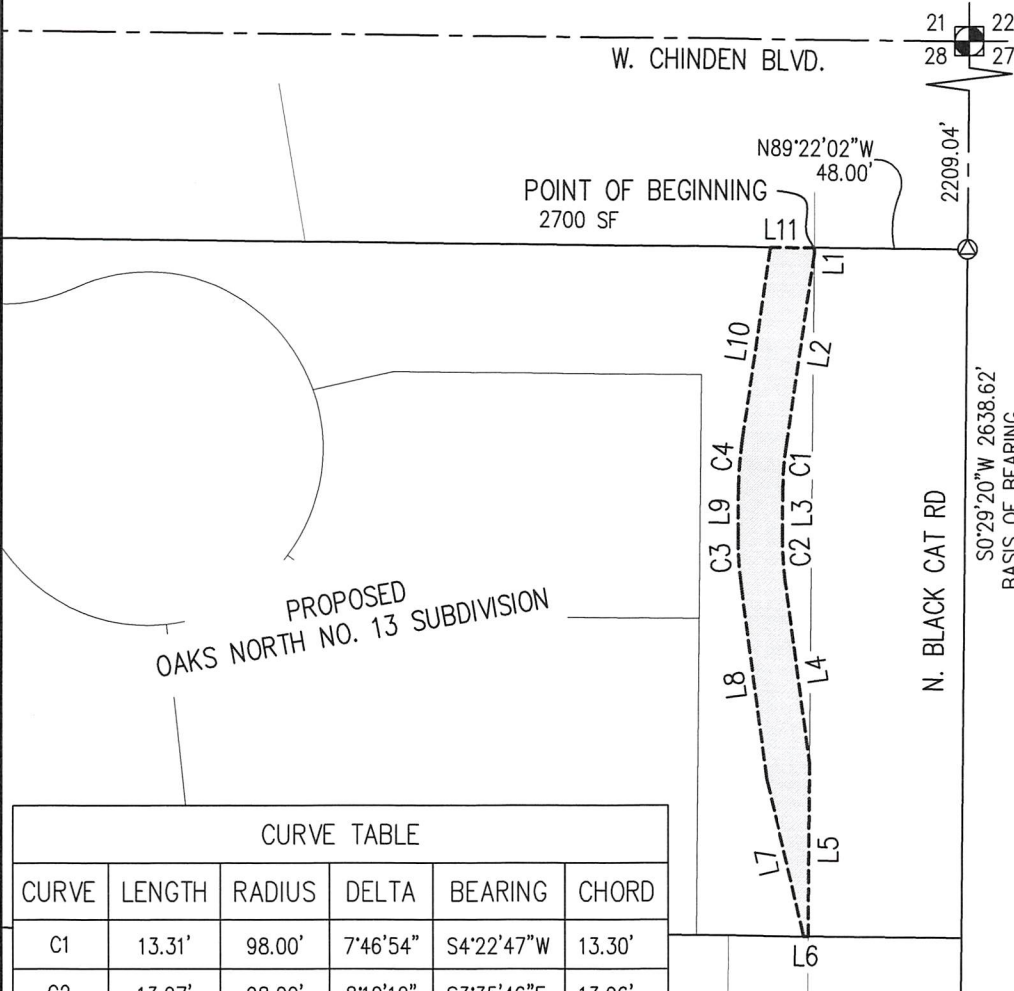 21 22
28 27
W. CHINDEN BLVD.
2209.04'
N89°22'02"W
48.00'
POINT OF BEGINNING
2700 SF
L11
L1
L10
L2
C4
C1
L9
L3
C3
C2
S0°29'20"W 2638.62'
BASIS OF BEARING
N. BLACK CAT RD
PROPOSED
OAKS NORTH NO. 13 SUBDIVISION
L8
L4
L7
L5
L6
CURVE TABLE
CURVE LENGTH RADIUS DELTA BEARING CHORD
C1 13.31' 98.00' 7°46'54" S4°22'47"W 13.30'